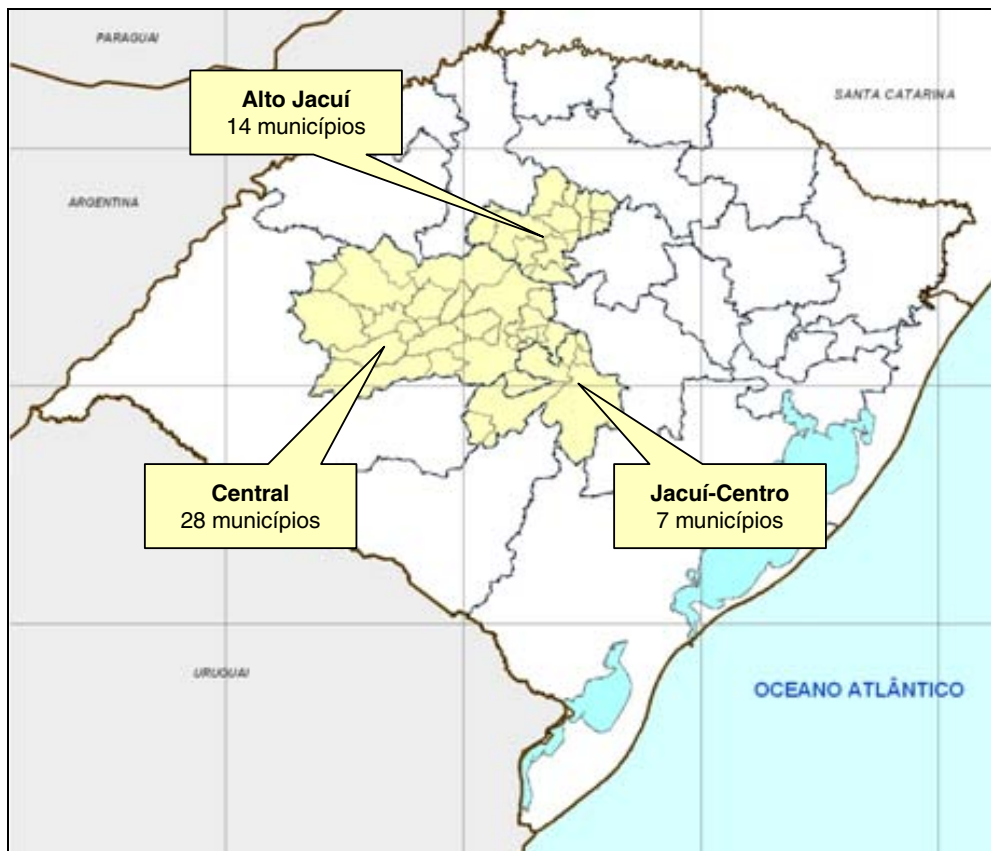 PARAGUAI
Alto Jacuí
14 municípios
SANTA CATARINA
ARGENTINA
Central
28 municípios
Jacuí-Centro
7 municípios
URUGUAI
OCEANO ATLÂNTICO